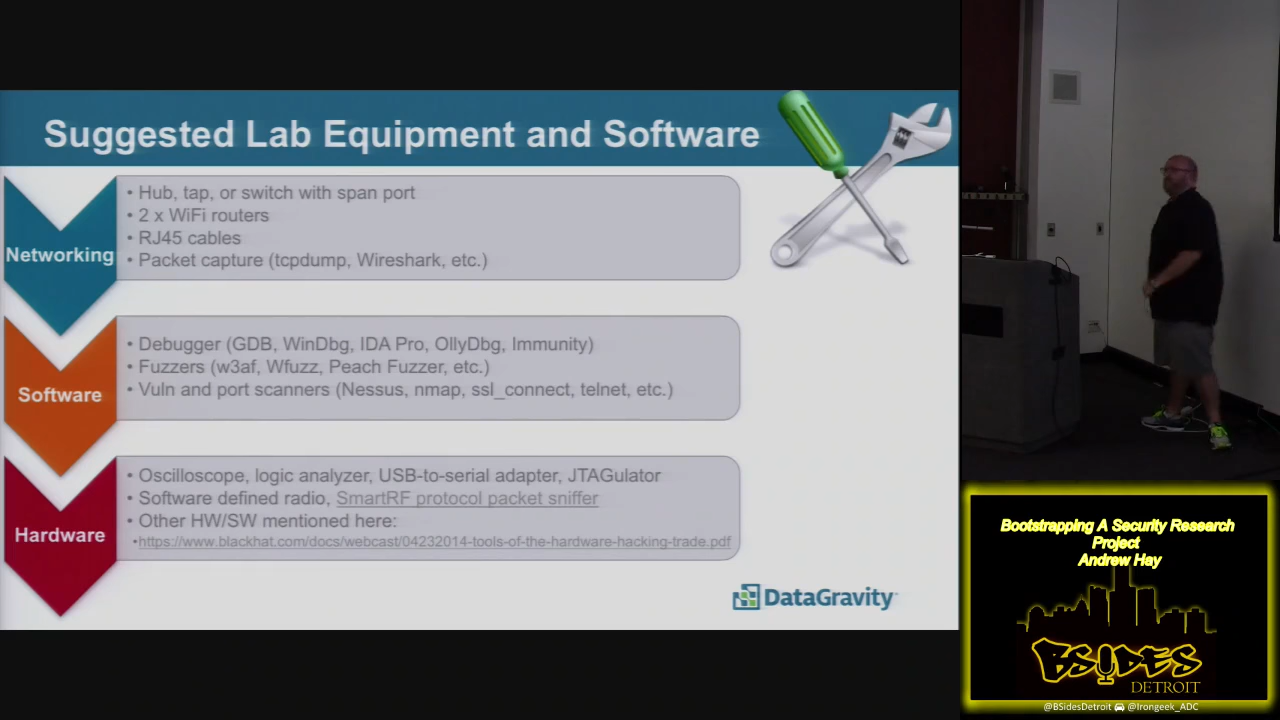 Suggested Lab Equipment and Software
Networking
• Hub, tap, or switch with span port
• 2 x WiFi routers
• RJ45 cables
• Packet capture (tcpdump, Wireshark, etc.)
Software
• Debugger (GDB, WinDbg, IDA Pro, OllyDbg, Immunity)
• Fuzzers (w3af, Wfuzz, Peach Fuzzer, etc.)
• Vuln and port scanners (Nessus, nmap, ssl_connect, telnet, etc.)
Hardware
• Oscilloscope, logic analyzer, USB-to-serial adapter, JTAGulator
• Software defined radio, SmartRF protocol packet sniffer
• Other HW/SW mentioned here:
• https://www.blackhat.com/docs/webcast/04232014-tools-of-the-hardware-hacking-trade.pdf
DataGravity
Bootstrapping A Security Research
Project
Andrew Hay
BSIDES
DETROIT
@BSidesDetroit @Irongeek_ADC